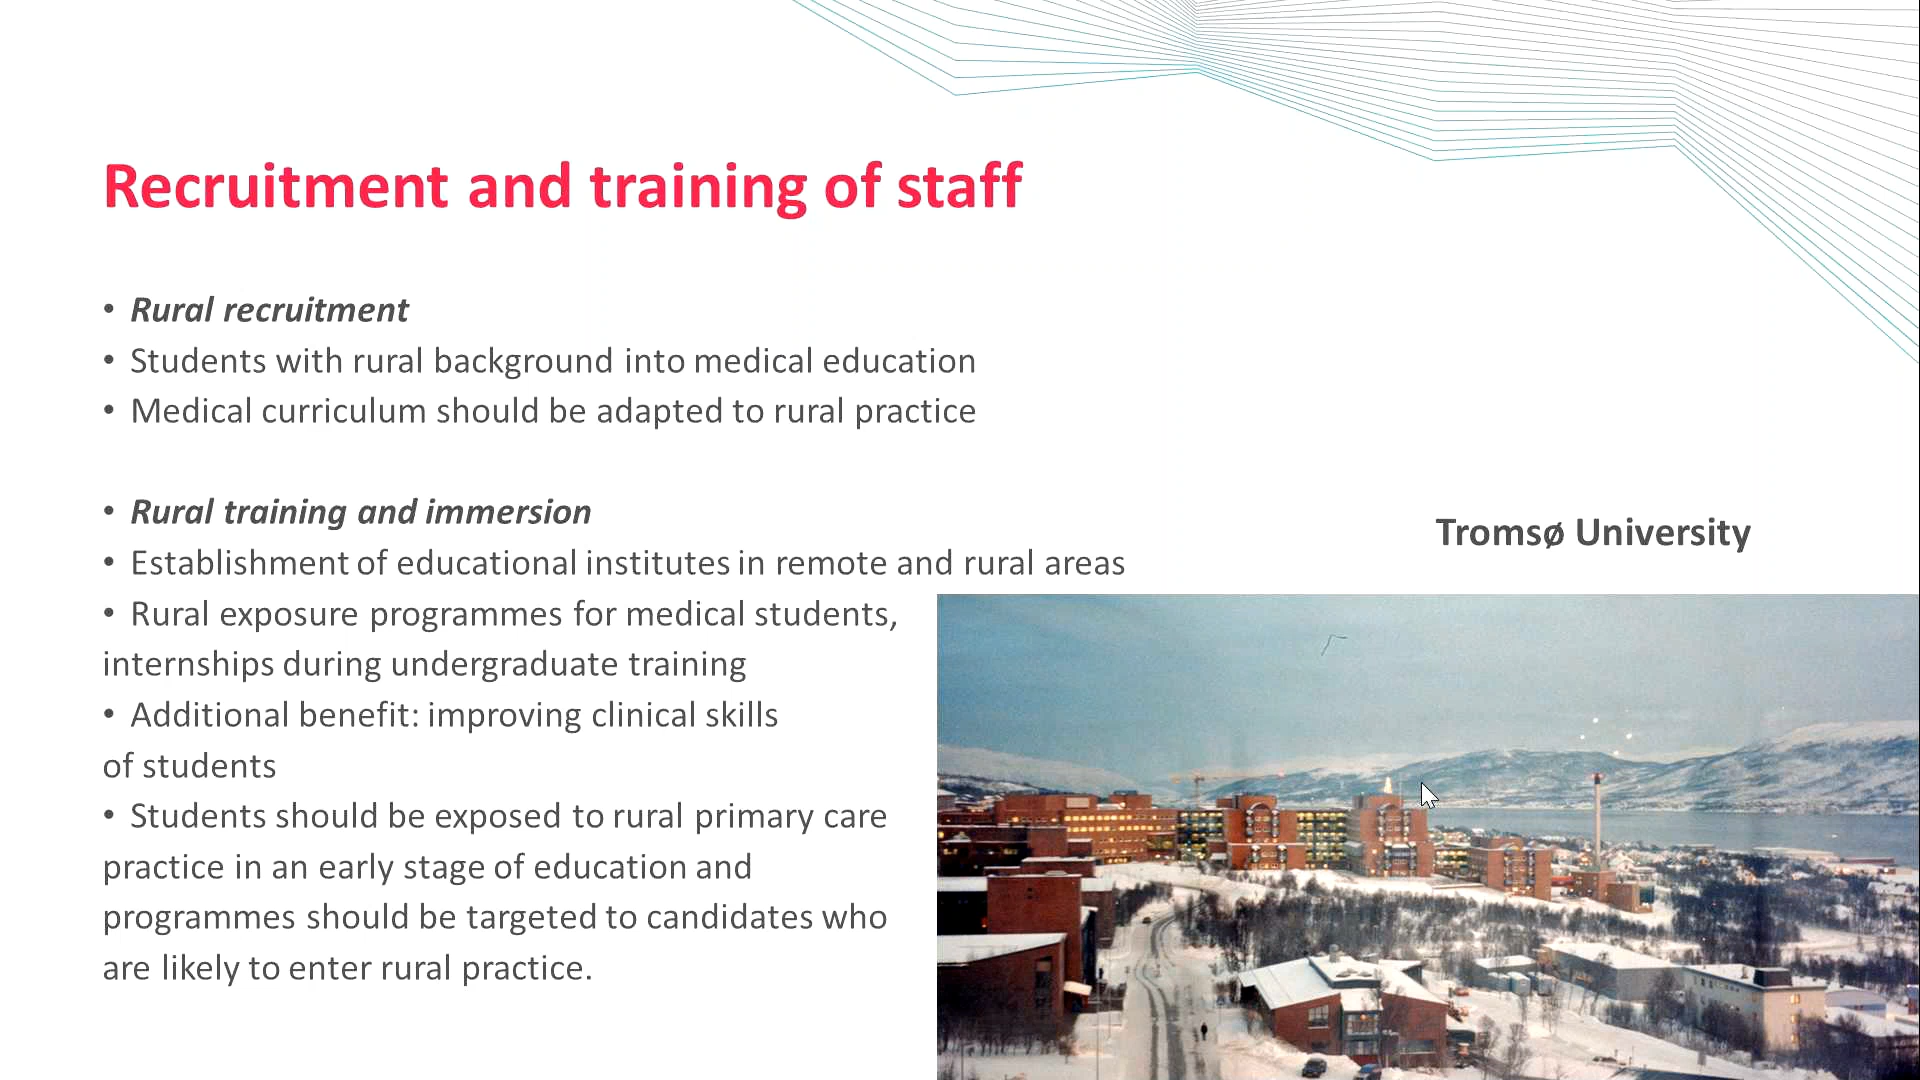 Recruitment and training of staff
• Rural recruitment
• Students with rural background into medical education
• Medical curriculum should be adapted to rural practice
• Rural training and immersion
• Establishment of educational institutes in remote and rural areas
• Rural exposure programmes for medical students,
internships during undergraduate training
• Additional benefit: improving clinical skills
of students
• Students should be exposed to rural primary care
practice in an early stage of education and
programmes should be targeted to candidates who
are likely to enter rural practice.
Tromsø University